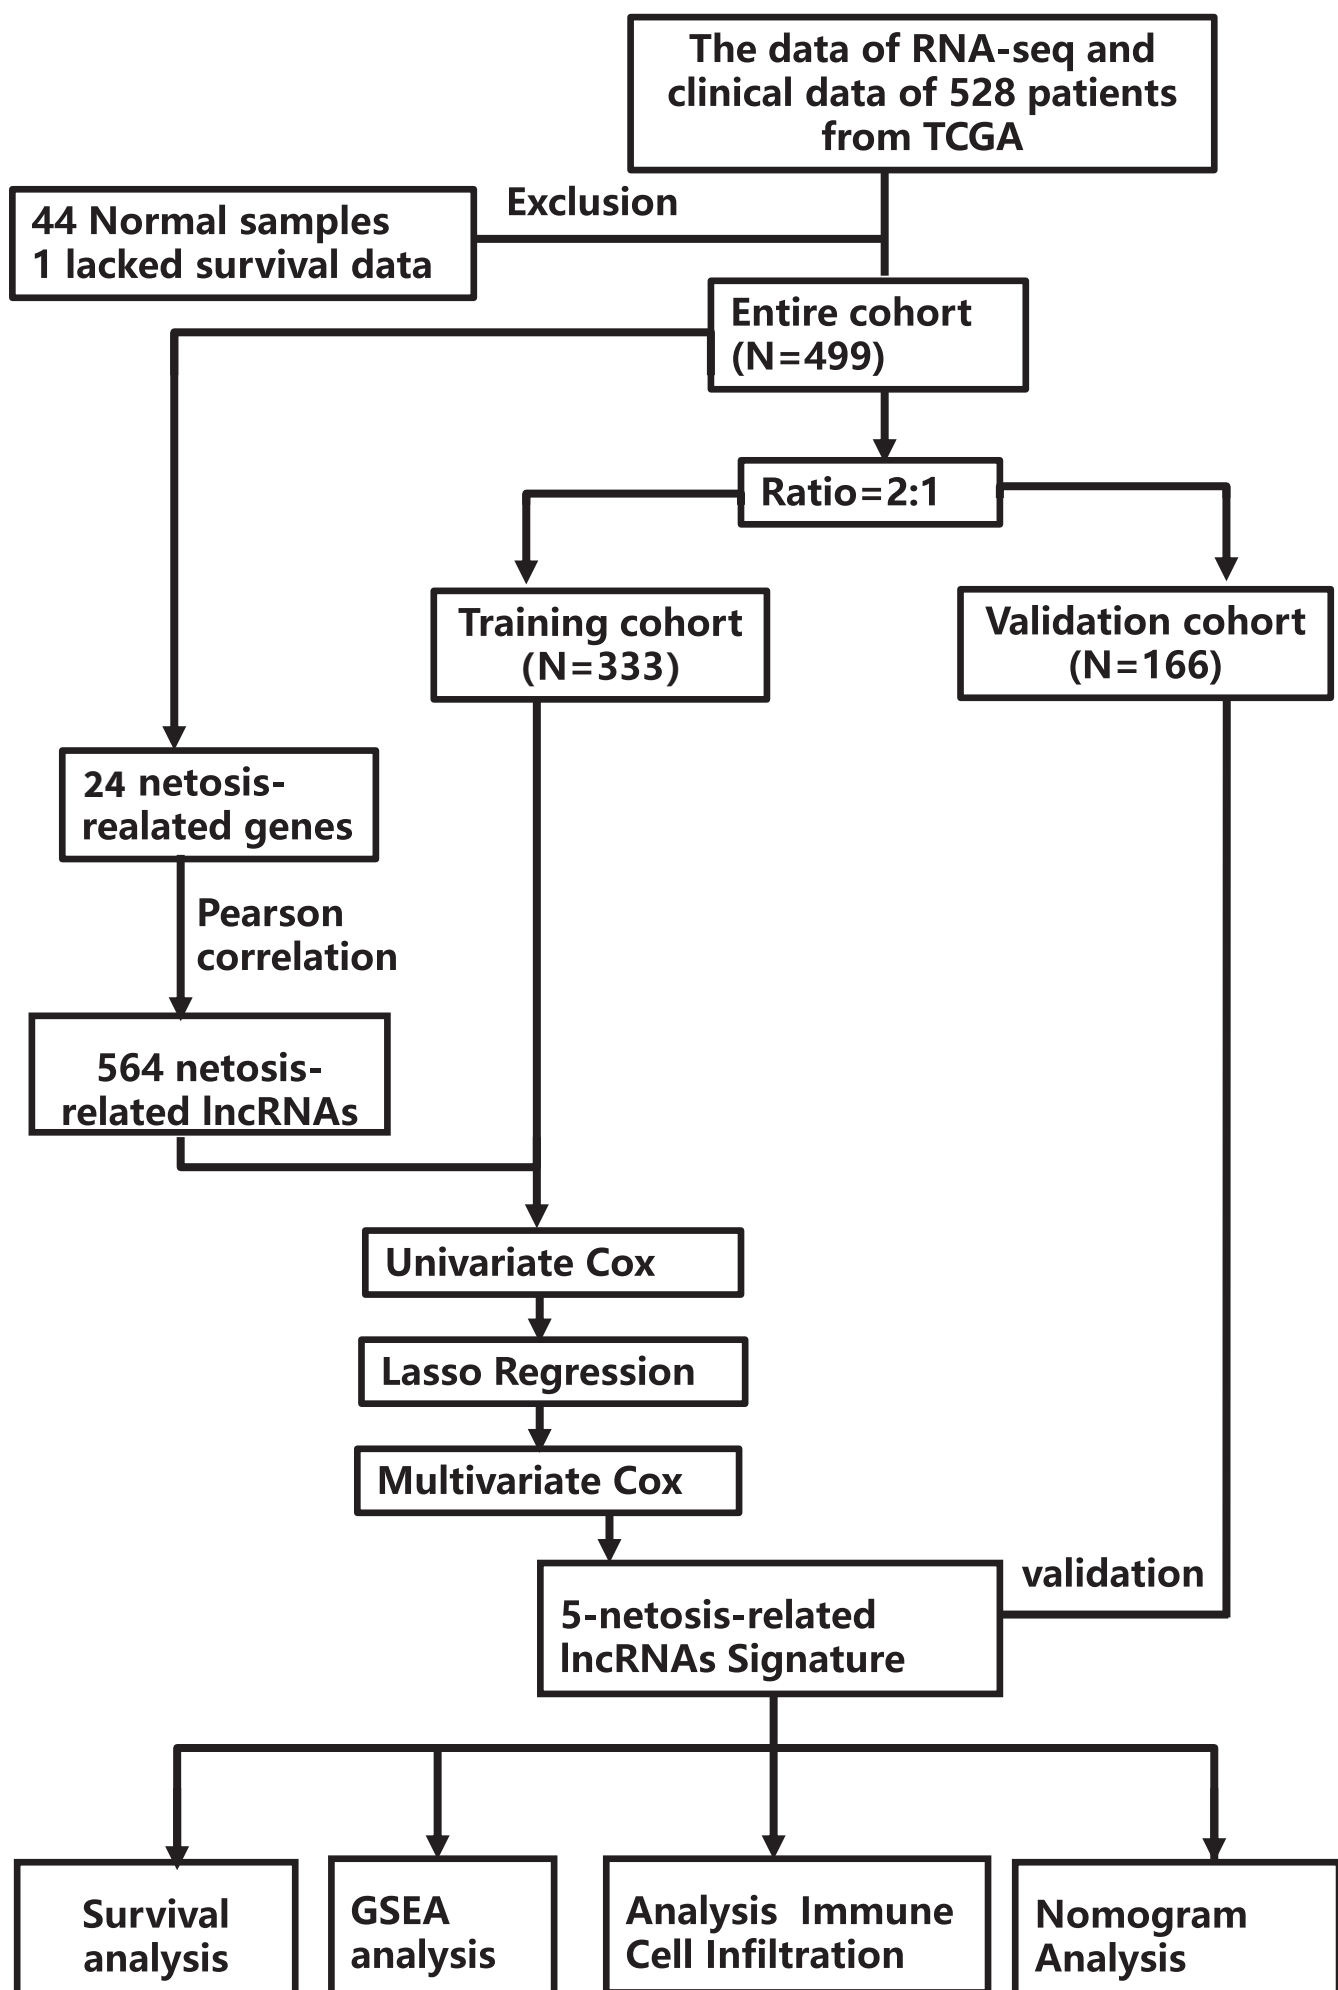 The data of RNA-seq and
clinical data of 528 patients
from TCGA
Exclusion
44 Normal samples
1 lacked survival data
Entire cohort
(N=499)
Ratio=2:1
Training cohort
(N=333)
Validation cohort
(N=166)
24 netosis-
realated genes
Pearson
correlation
564 netosis-
related lncRNAs
Univariate Cox
Lasso Regression
Multivariate Cox
validation
5-netosis-related
lncRNAs Signature
Survival
analysis
GSEA
analysis
Analysis Immune
Cell Infiltration
Nomogram
Analysis